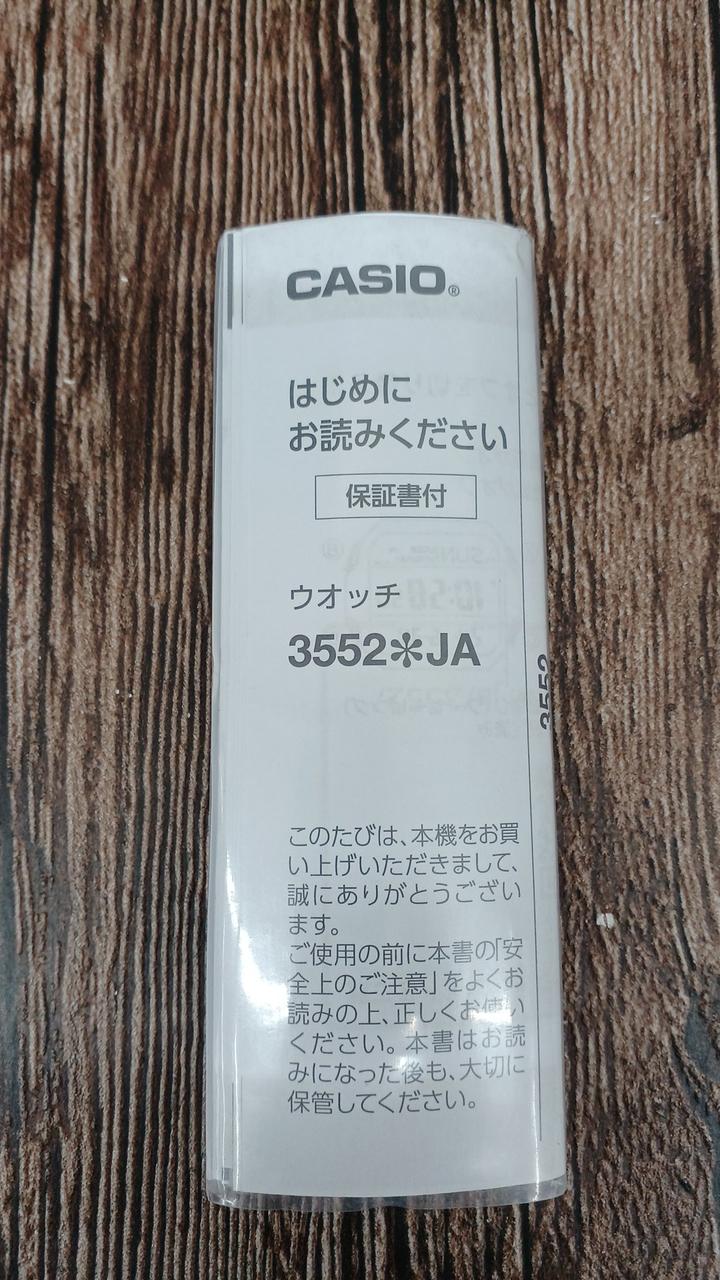 CASIO®
はじめに
お読みください
保証書付
ウオッチ
3552✻JA
3552
このたびは、本機をお買
い上げいただきまして、
誠にありがとうござい
ます。
ご使用の前に本書の「安
全上のご注意」をよくお
読みの上、正しくお使い
ください。本書はお読
みになった後も、大切に
保管してください。